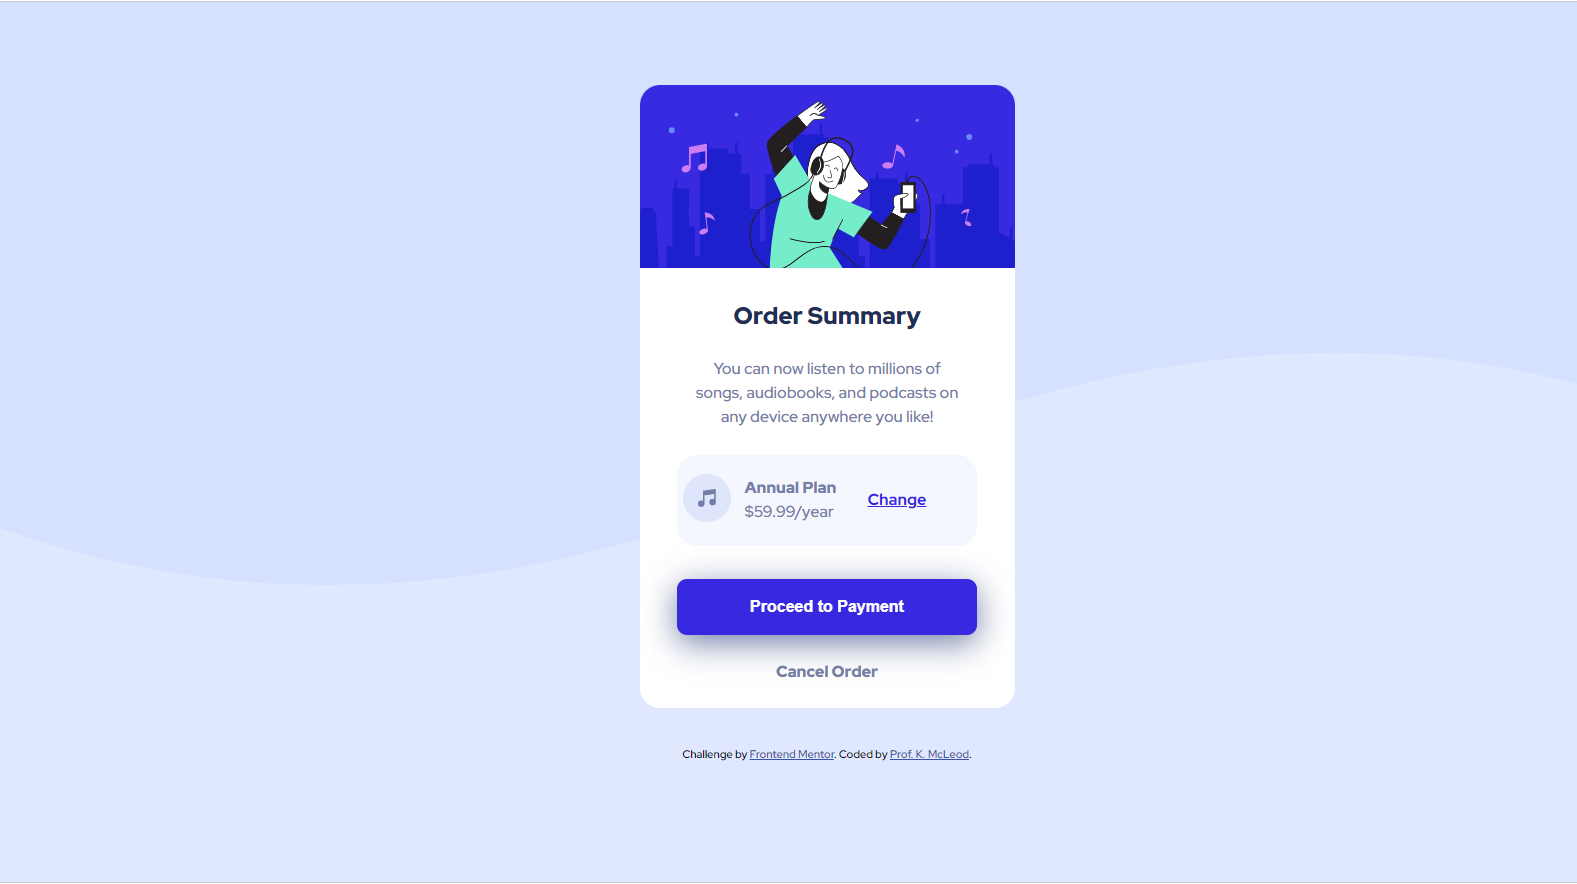 Order Summary
You can now listen to millions of
songs, audiobooks, and podcasts on
any device anywhere you like!
Annual Plan
$59.99/year
Change
Proceed to Payment
Cancel Order
Challenge by Frontend Mentor. Coded by Prof. K. McLeod.